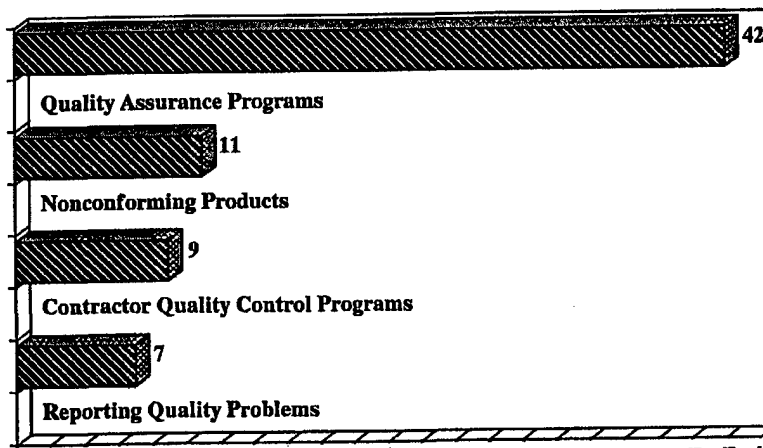 42
Quality Assurance Programs
11
Nonconforming Products
9
Contractor Quality Control Programs
7
Reporting Quality Problems